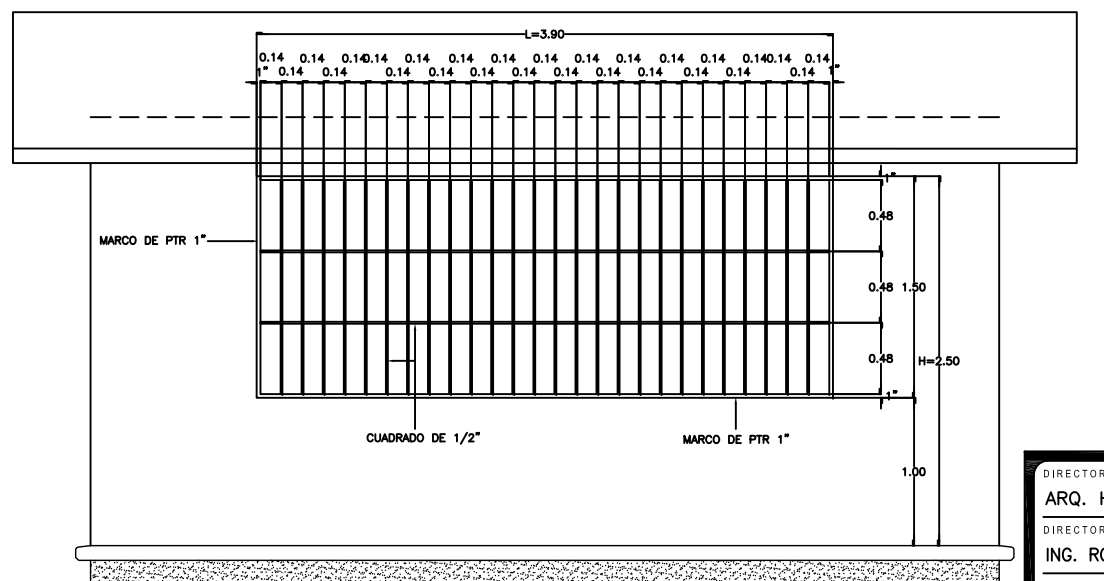 L=3.90
0.14 0.14 0.14 0.14 0.14 0.14 0.14 0.14 0.14 0.14 0.14 0.14 0.14 0.14 0.14
1" 0.14 0.14 0.14 0.14 0.14 0.14 0.14 0.14 0.14 0.14 0.14 0.14 1"
1"
0.48
MARCO DE PTR 1"
0.48 1.50
0.48 H=2.50
1"
CUADRADO DE 1/2" MARCO DE PTR 1"
1.00
DIRECTOR
ARQ.
DIRECTOR
ING.